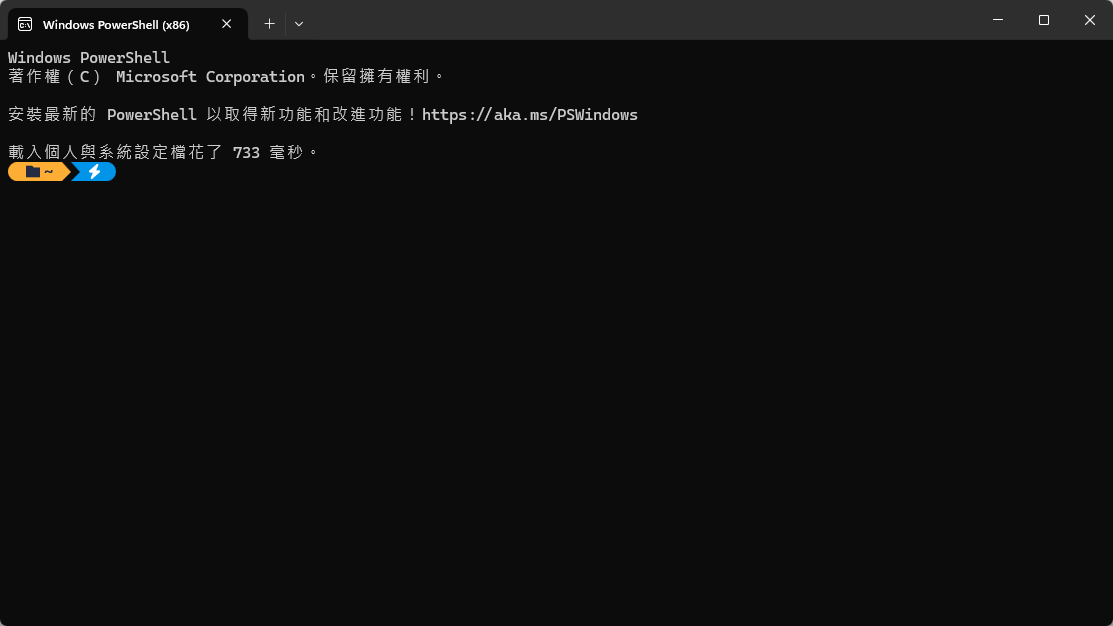 Windows PowerShell (x86)
Windows PowerShell
著作權（C） Microsoft Corporation。保留擁有權利。
安裝最新的 PowerShell 以取得新功能和改進功能！https://aka.ms/PSWindows
載入個人與系統設定檔花了 733 毫秒。
~